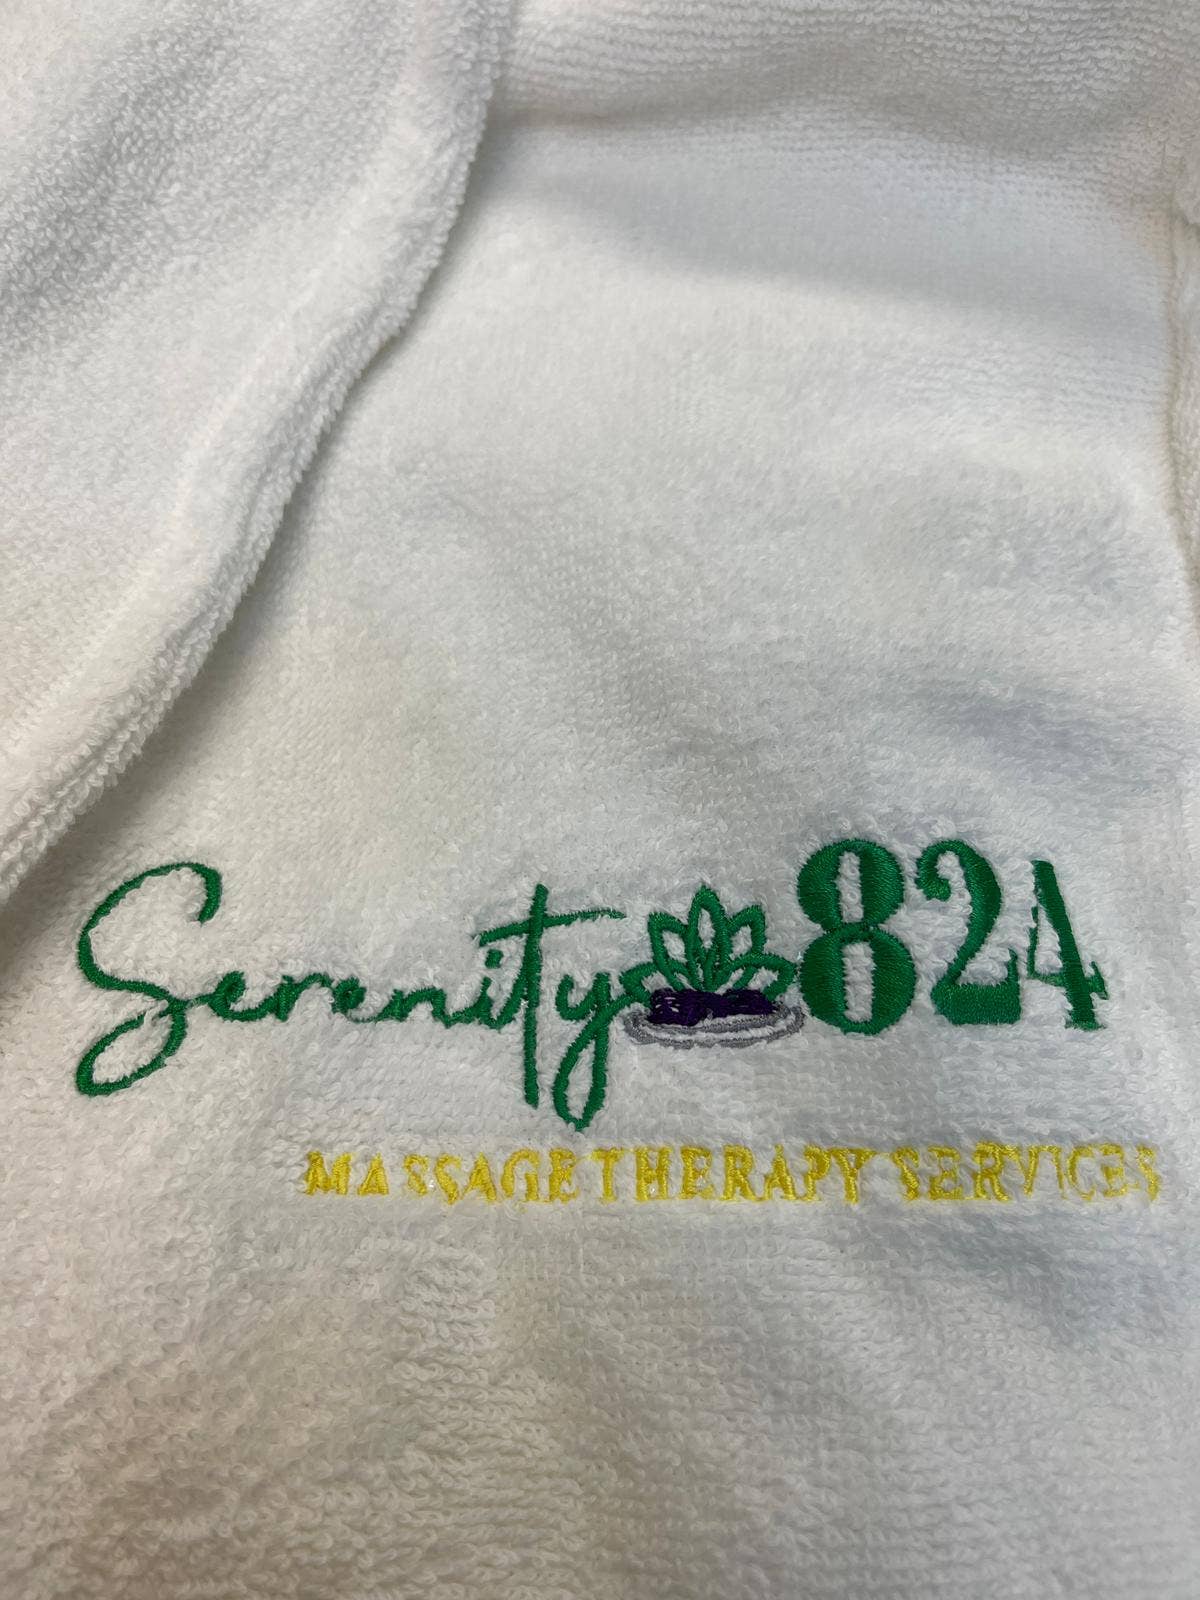 Serenity 824
MASSAGE THERAPY SERVICES